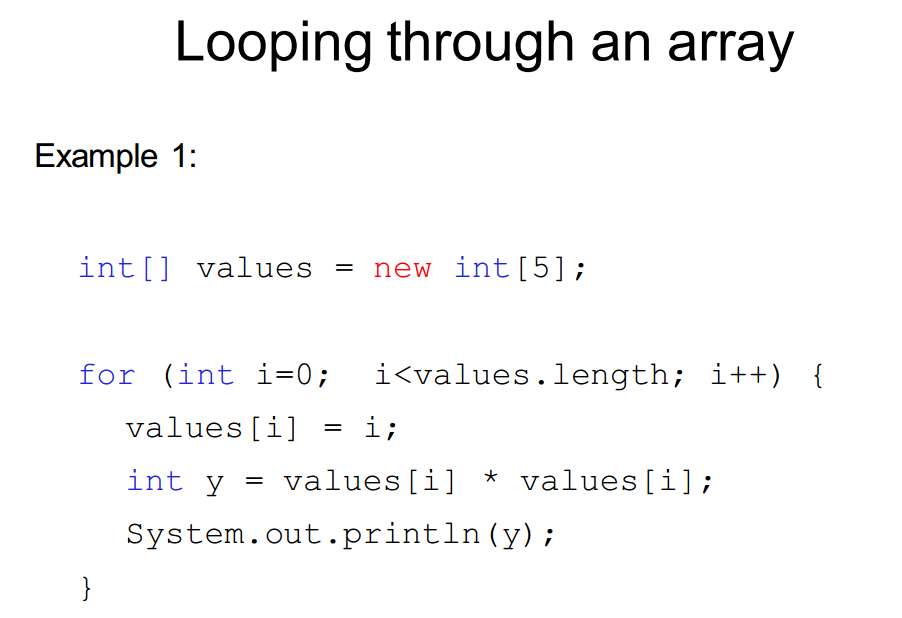 Looping through an array
Example 1:
int[] values = new int[5];
for (int i=0; i<values.length; i++) {
values[i] = i;
int y = values[i] * values[i];
System.out.println(y);
}